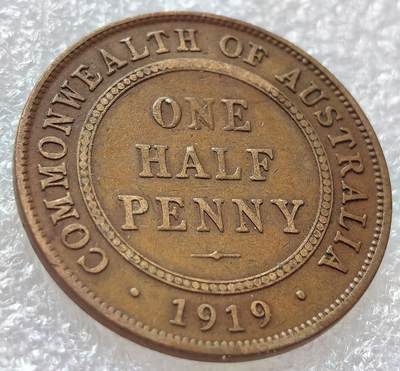 COMMONWEALTH OF AUSTRALIA
ONE
HALF
PENNY
· 1919 ·